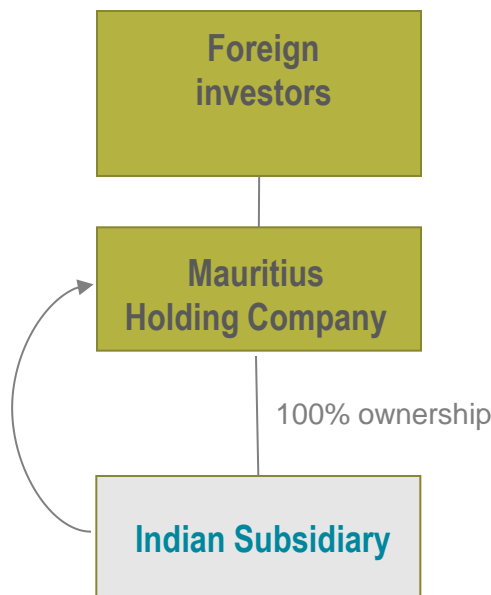 Foreign
investors
Mauritius
Holding Company
100% ownership
Indian Subsidiary